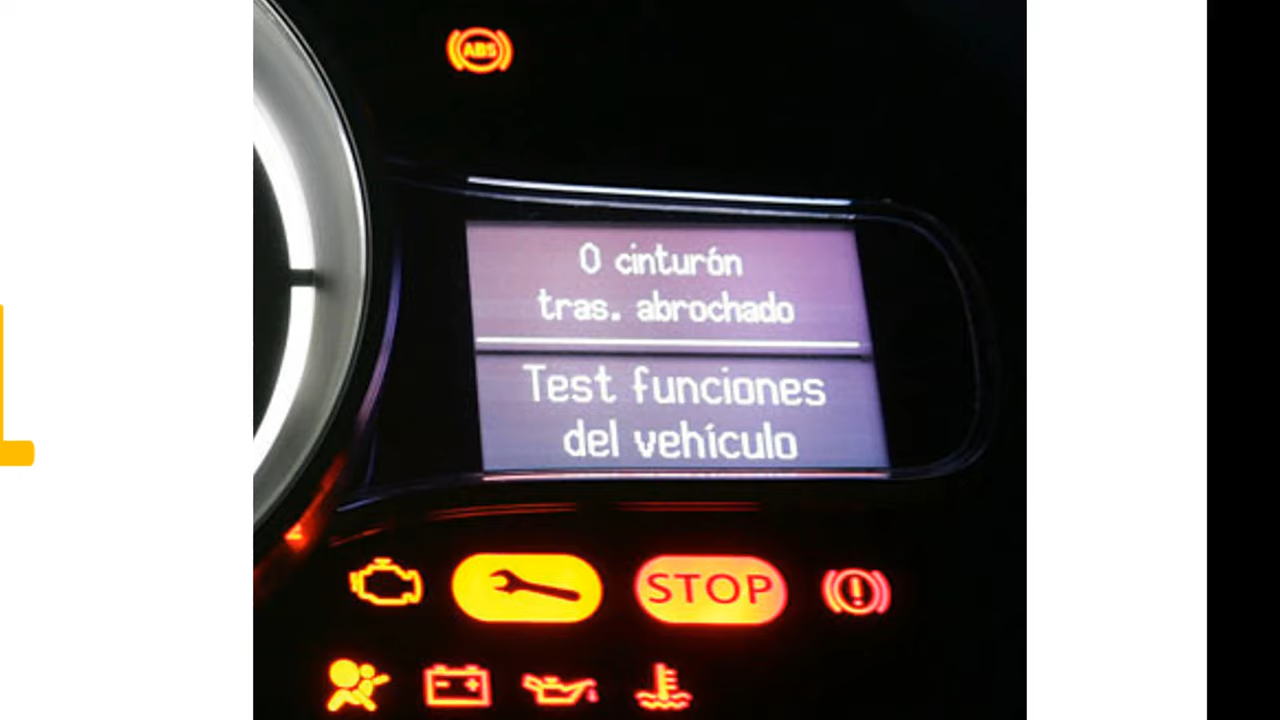 ABS
0 cinturón
tras. abrochado
Test funciones
del vehículo
STOP